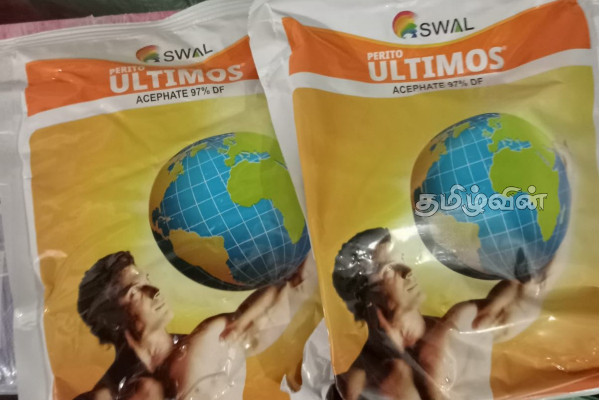 SWAL
PERITO
ULTIMOS
ACEPHATE 97% DF
SWAL
PERITO
ULTIMOS
ACEPHATE 97% DF
தமிழ்வின்